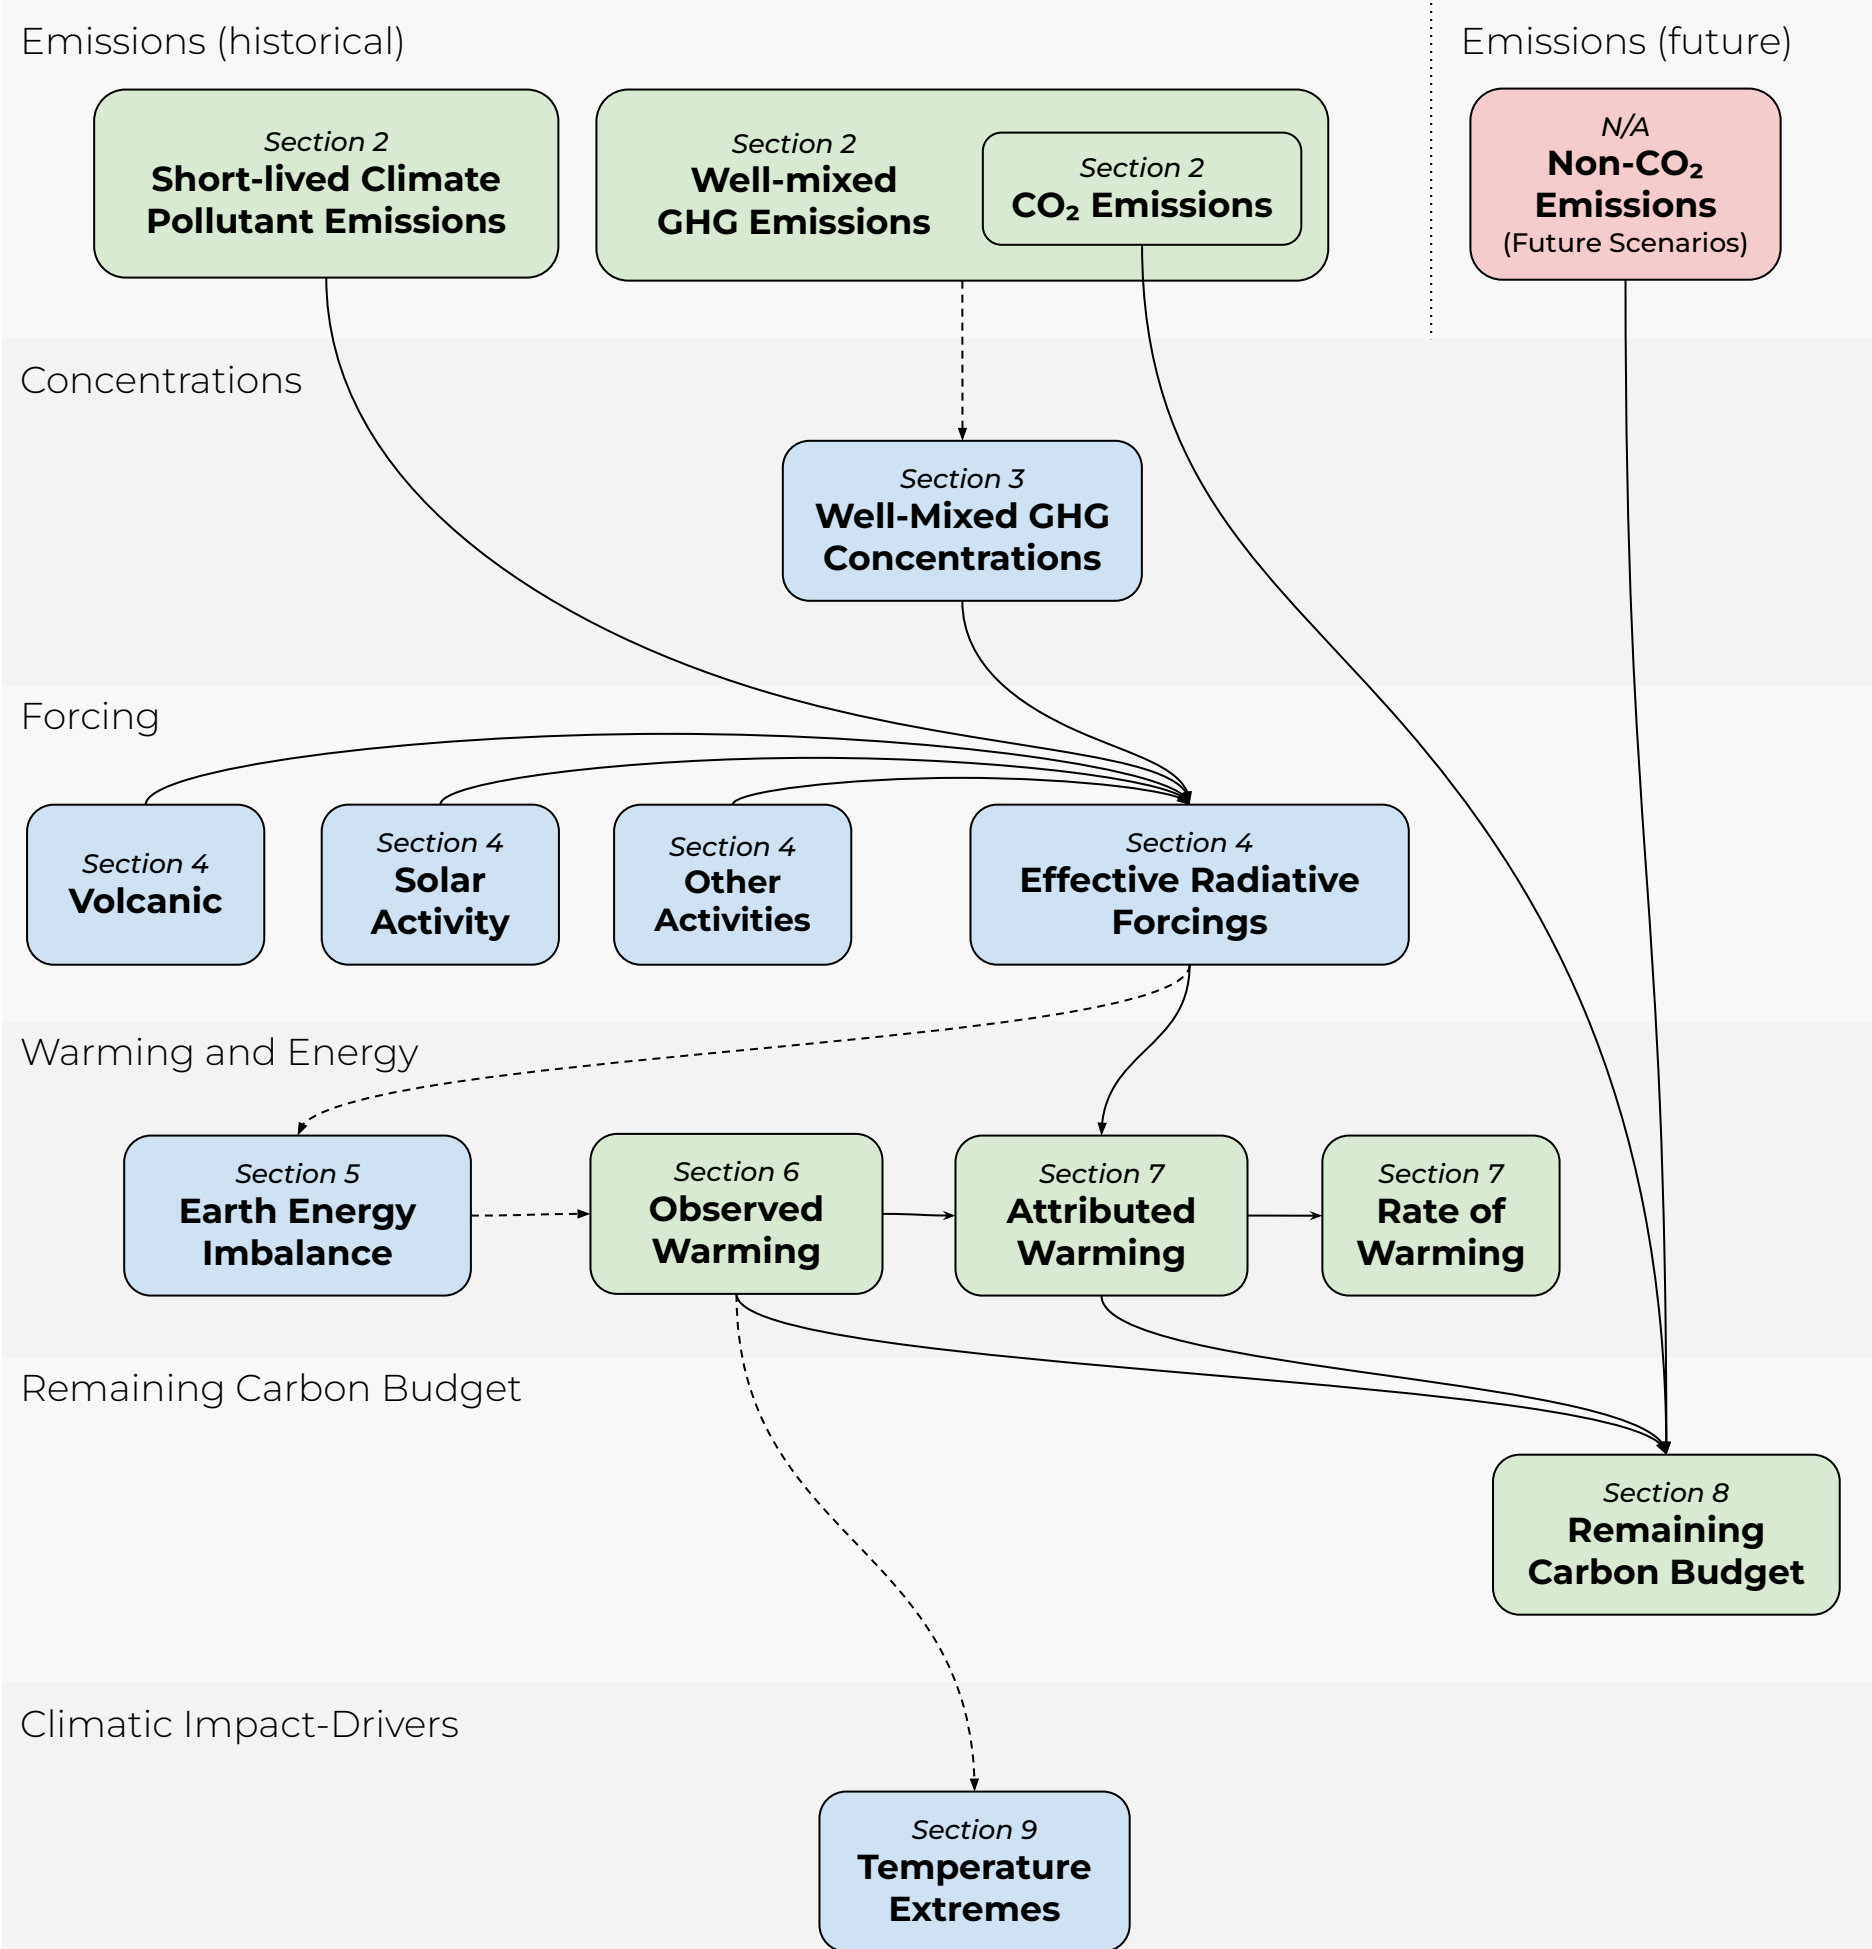 Emissions (historical)
Emissions (future)
Section 2
Short-lived Climate
Pollutant Emissions
Section 2
Well-mixed
GHG Emissions
Section 2
CO₂ Emissions
N/A
Non-CO₂
Emissions
(Future Scenarios)
Concentrations
Section 3
Well-Mixed GHG
Concentrations
Forcing
Section 4
Volcanic
Section 4
Solar
Activity
Section 4
Other
Activities
Section 4
Effective Radiative
Forcings
Warming and Energy
Section 5
Earth Energy
Imbalance
Section 6
Observed
Warming
Section 7
Attributed
Warming
Section 7
Rate of
Warming
Remaining Carbon Budget
Section 8
Remaining
Carbon Budget
Climatic Impact-Drivers
Section 9
Temperature
Extremes